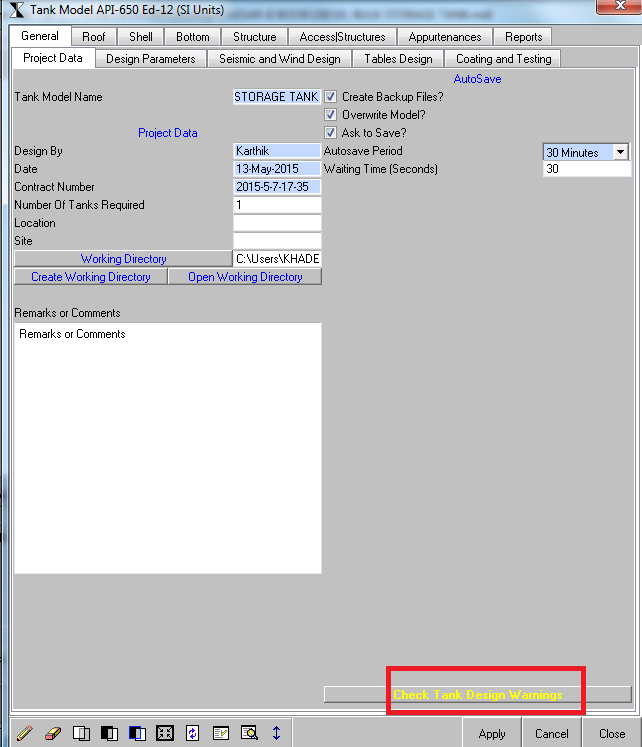 Tank Model API-650 Ed-12 (SI Units)
General Roof Shell Bottom Structure Access|Structures Appurtenances Reports
Project Data Design Parameters Seismic and Wind Design Tables Design Coating and Testing
AutoSave
Tank Model Name STORAGE TANK Create Backup Files?
Overwrite Model?
Project Data Ask to Save?
Design By Karthik Autosave Period 30 Minutes
Date 13-May-2015 Waiting Time (Seconds) 30
Contract Number 2015-5-7-17-35
Number Of Tanks Required 1
Location
Site
Working Directory C:\Users\KHADE
Create Working Directory Open Working Directory
Remarks or Comments
Remarks or Comments
Check Tank Design Warnings
Apply Cancel Close